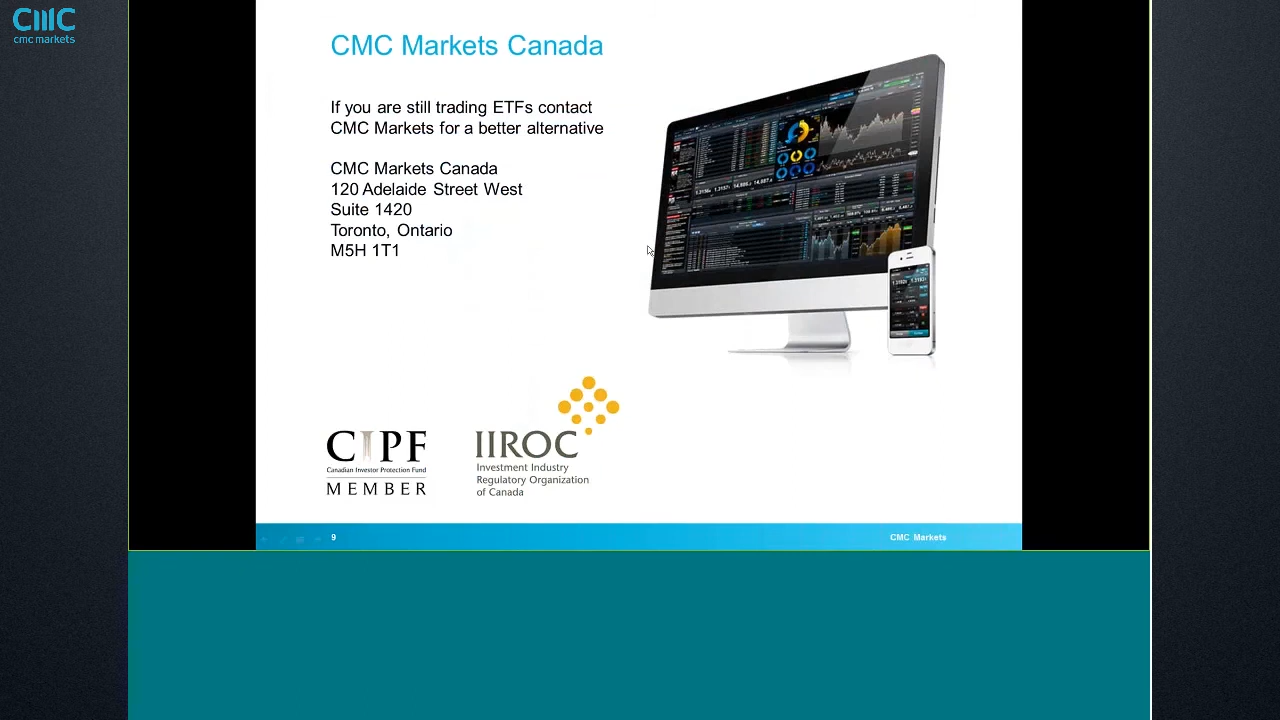 CMC
cmc markets
CMC Markets Canada
If you are still trading ETFs contact
CMC Markets for a better alternative
CMC Markets Canada
120 Adelaide Street West
Suite 1420
Toronto, Ontario
M5H 1T1
CIPF
Canadian Investor Protection Fund
MEMBER
IIROC
Investment Industry
Regulatory Organization
of Canada
9
CMC Markets